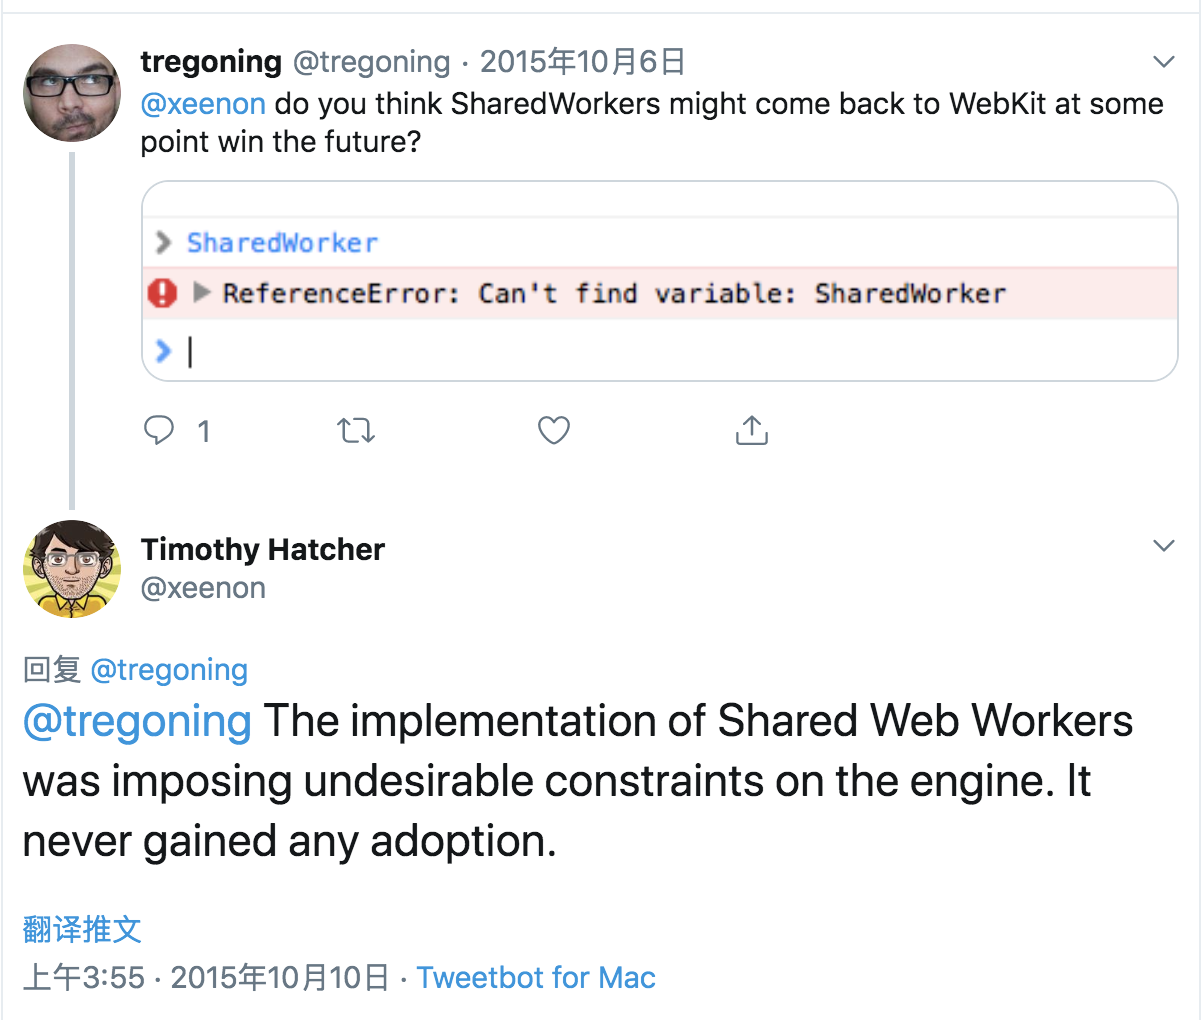 tregoning @tregoning · 2015年10月6日
@xeenon do you think SharedWorkers might come back to WebKit at some
point win the future?
SharedWorker
ReferenceError: Can't find variable: SharedWorker
1
Timothy Hatcher
@xeenon
回复 @tregoning
@tregoning The implementation of Shared Web Workers
was imposing undesirable constraints on the engine. It
never gained any adoption.
翻译推文
上午3:55 · 2015年10月10日 · Tweetbot for Mac